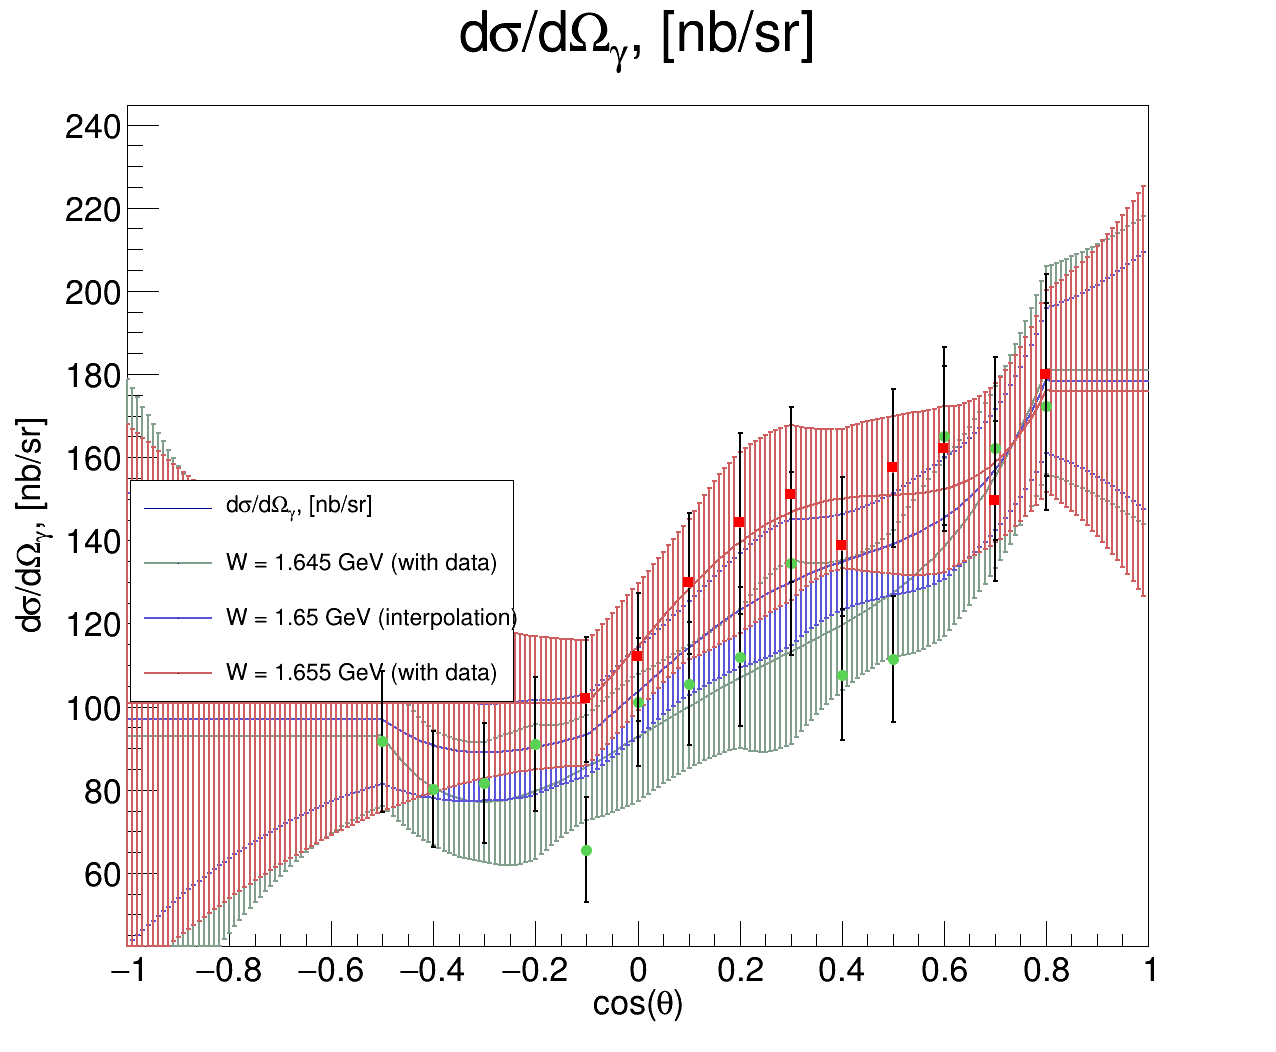 dσ/dΩγ, [nb/sr]
dσ/dΩγ, [nb/sr]
240
220
200
180
160
140
120
100
80
60
dσ/dΩγ, [nb/sr]
W = 1.645 GeV (with data)
W = 1.65 GeV (interpolation)
W = 1.655 GeV (with data)
−1 −0.8 −0.6 −0.4 −0.2 0 0.2 0.4 0.6 0.8 1
cos(θ)